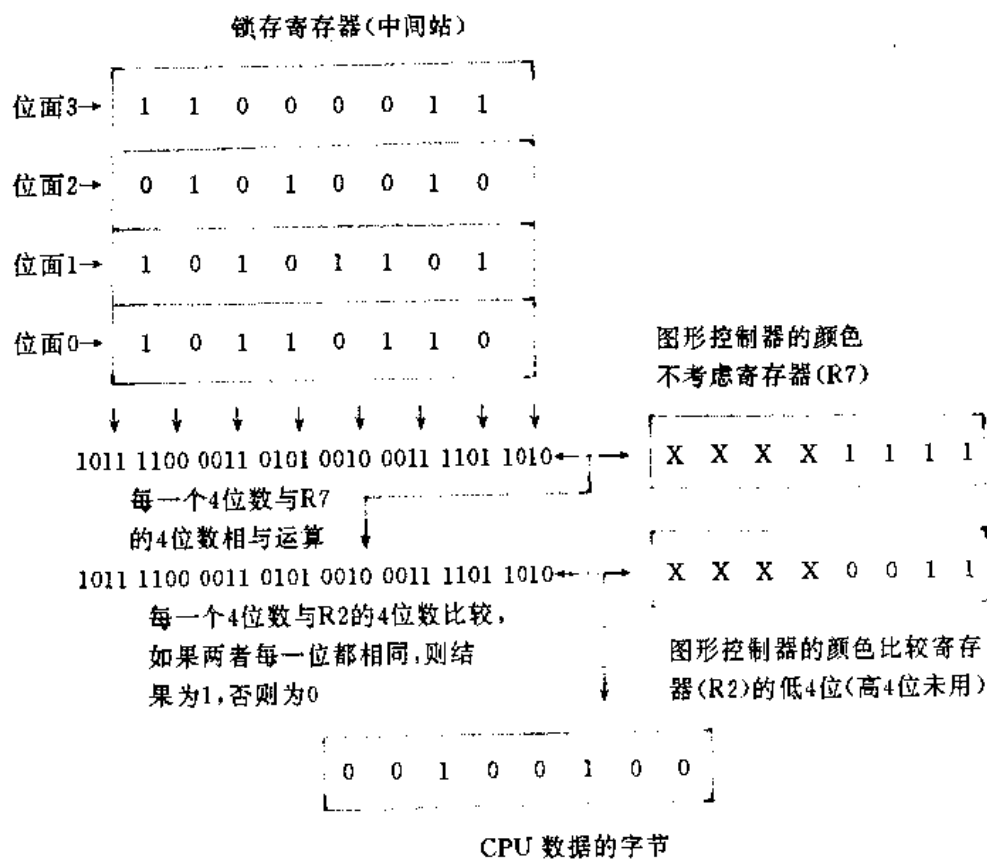 锁存寄存器(中间站)
位面3→ 1 1 0 0 0 0 1 1
位面2→ 0 1 0 1 0 0 1 0
位面1→ 1 0 1 0 1 1 0 1
位面0→ 1 0 1 1 0 1 1 0
图形控制器的颜色
不考虑寄存器(R7)
1011 1100 0011 0101 0010 0011 1101 1010
X X X X 1 1 1 1
每一个4位数与R7
的4位数相与运算
1011 1100 0011 0101 0010 0011 1101 1010
X X X X 0 0 1 1
每一个4位数与R2的4位数比较,
如果两者每一位都相同,则结
果为1,否则为0
图形控制器的颜色比较寄存
器(R2)的低4位(高4位未用)
0 0 1 0 0 1 0 0
CPU 数据的字节